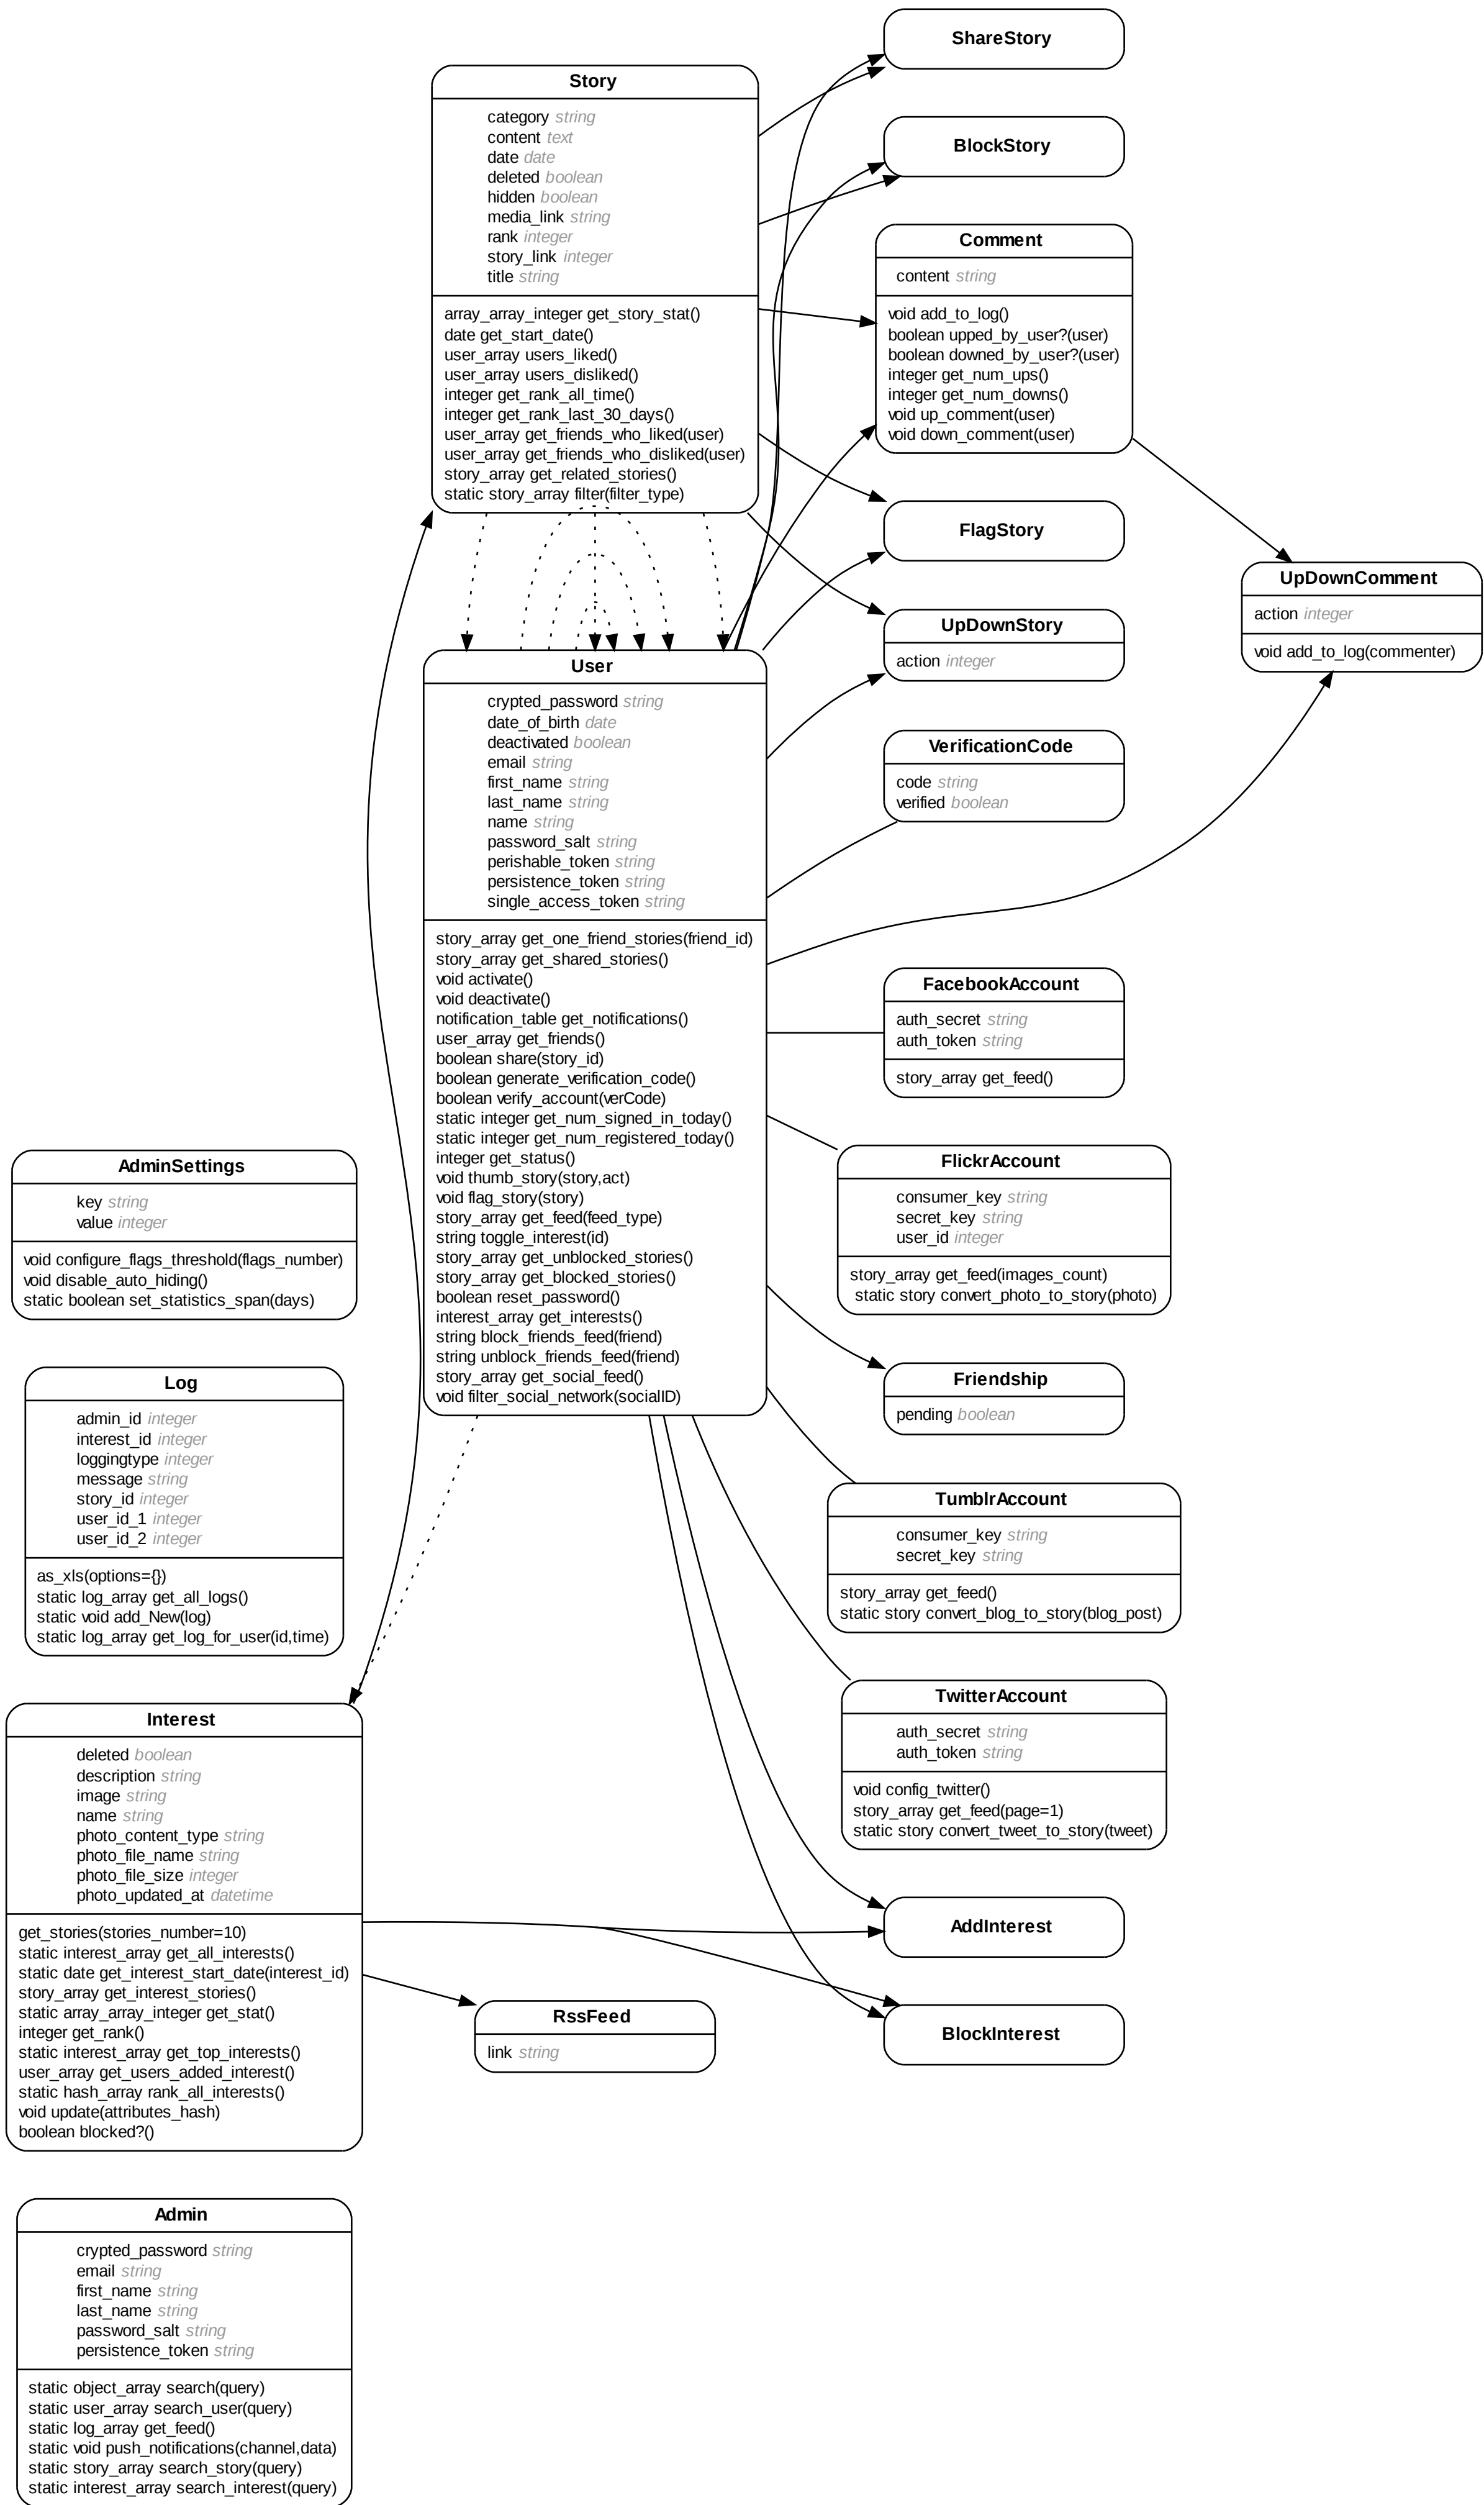 ShareStory
BlockStory
Story
category string
content text
date date
deleted boolean
hidden boolean
media_link string
rank integer
story_link integer
title string
array_array_integer get_story_stat()
date get_start_date()
user_array users_liked()
user_array users_disliked()
integer get_rank_all_time()
integer get_rank_last_30_days()
user_array get_friends_who_liked(user)
user_array get_friends_who_disliked(user)
story_array get_related_stories()
static story_array filter(filter_type)
Comment
content string
void add_to_log()
boolean upped_by_user?(user)
boolean downed_by_user?(user)
integer get_num_ups()
integer get_num_downs()
void up_comment(user)
void down_comment(user)
FlagStory
UpDownComment
action integer
void add_to_log(commenter)
UpDownStory
action integer
User
crypted_password string
date_of_birth date
deactivated boolean
email string
first_name string
last_name string
name string
password_salt string
perishable_token string
persistence_token string
single_access_token string
story_array get_one_friend_stories(friend_id)
story_array get_shared_stories()
void activate()
void deactivate()
notification_table get_notifications()
user_array get_friends()
boolean share(story_id)
boolean generate_verification_code()
boolean verify_account(verCode)
static integer get_num_signed_in_today()
static integer get_num_registered_today()
integer get_status()
void thumb_story(story,act)
void flag_story(story)
story_array get_feed(feed_type)
string toggle_interest(id)
story_array get_unblocked_stories()
story_array get_blocked_stories()
boolean reset_password()
interest_array get_interests()
string block_friends_feed(friend)
string unblock_friends_feed(friend)
story_array get_social_feed()
void filter_social_network(socialID)
VerificationCode
code string
verified boolean
FacebookAccount
auth_secret string
auth_token string
story_array get_feed()
FlickrAccount
consumer_key string
secret_key string
user_id integer
story_array get_feed(images_count)
static story convert_photo_to_story(photo)
Friendship
pending boolean
TumblrAccount
consumer_key string
secret_key string
story_array get_feed()
static story convert_blog_to_story(blog_post)
TwitterAccount
auth_secret string
auth_token string
void config_twitter()
story_array get_feed(page=1)
static story convert_tweet_to_story(tweet)
AddInterest
BlockInterest
AdminSettings
key string
value integer
void configure_flags_threshold(flags_number)
void disable_auto_hiding()
static boolean set_statistics_span(days)
Log
admin_id integer
interest_id integer
loggingtype integer
message string
story_id integer
user_id_1 integer
user_id_2 integer
as_xls(options={})
static log_array get_all_logs()
static void add_New(log)
static log_array get_log_for_user(id,time)
Interest
deleted boolean
description string
image string
name string
photo_content_type string
photo_file_name string
photo_file_size integer
photo_updated_at datetime
get_stories(stories_number=10)
static interest_array get_all_interests()
static date get_interest_start_date(interest_id)
story_array get_interest_stories()
static array_array_integer get_stat()
integer get_rank()
static interest_array get_top_interests()
user_array get_users_added_interest()
static hash_array rank_all_interests()
void update(attributes_hash)
boolean blocked?()
RssFeed
link string
Admin
crypted_password string
email string
first_name string
last_name string
password_salt string
persistence_token string
static object_array search(query)
static user_array search_user(query)
static log_array get_feed()
static void push_notifications(channel,data)
static story_array search_story(query)
static interest_array search_interest(query)